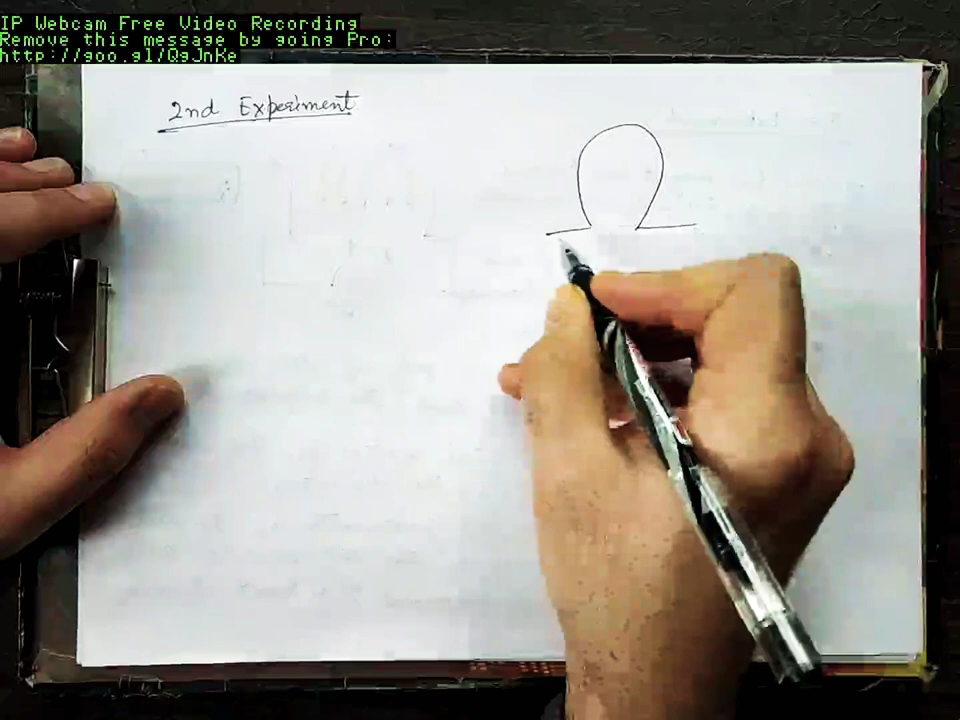 IP Webcam Free Video Recording
Remove this message by going Pro:
http://goo.gl/QgJnKe
2nd Experiment